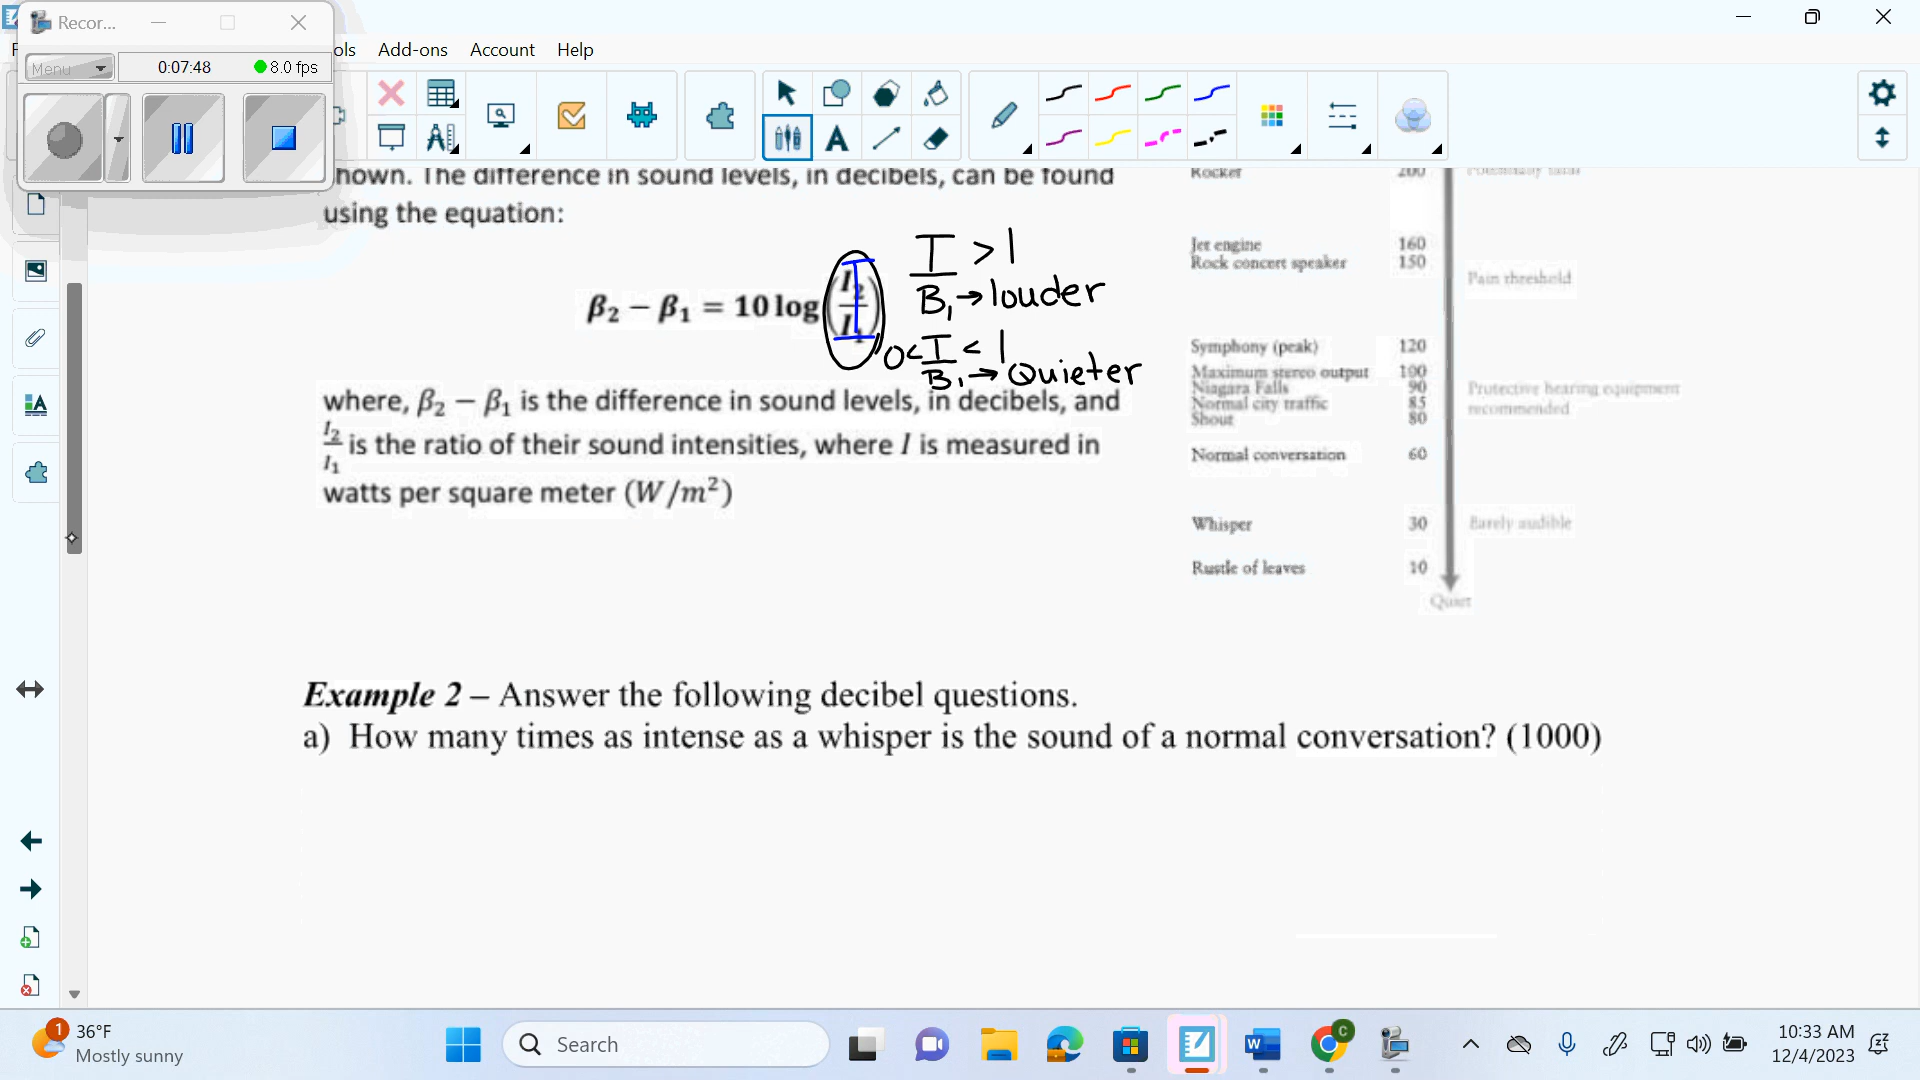 Recor...
Menu
0:07:48
8.0 fps
ols Add-ons Account Help
hown. The difference in sound levels, in decibels, can be found
using the equation:
β₂ − β₁ = 10 log(I₂/I₁)
I > 1
B₁ → louder
0 < I < 1
B₁ → Quieter
where, β₂ − β₁ is the difference in sound levels, in decibels, and
I₂/I₁ is the ratio of their sound intensities, where I is measured in
watts per square meter (W/m²)
Rocket 200
Jet engine 160
Rock concert speaker 150
Pain threshold
Symphony (peak) 120
Maximum stereo output 100
Niagara Falls 90
Normal city traffic 85
Shout 80
Protective hearing equipment
recommended
Normal conversation 60
Whisper 30
Barely audible
Rustle of leaves 10
Quiet
Example 2 – Answer the following decibel questions.
a) How many times as intense as a whisper is the sound of a normal conversation? (1000)
1
36°F
Mostly sunny
Search
C
10:33 AM
12/4/2023